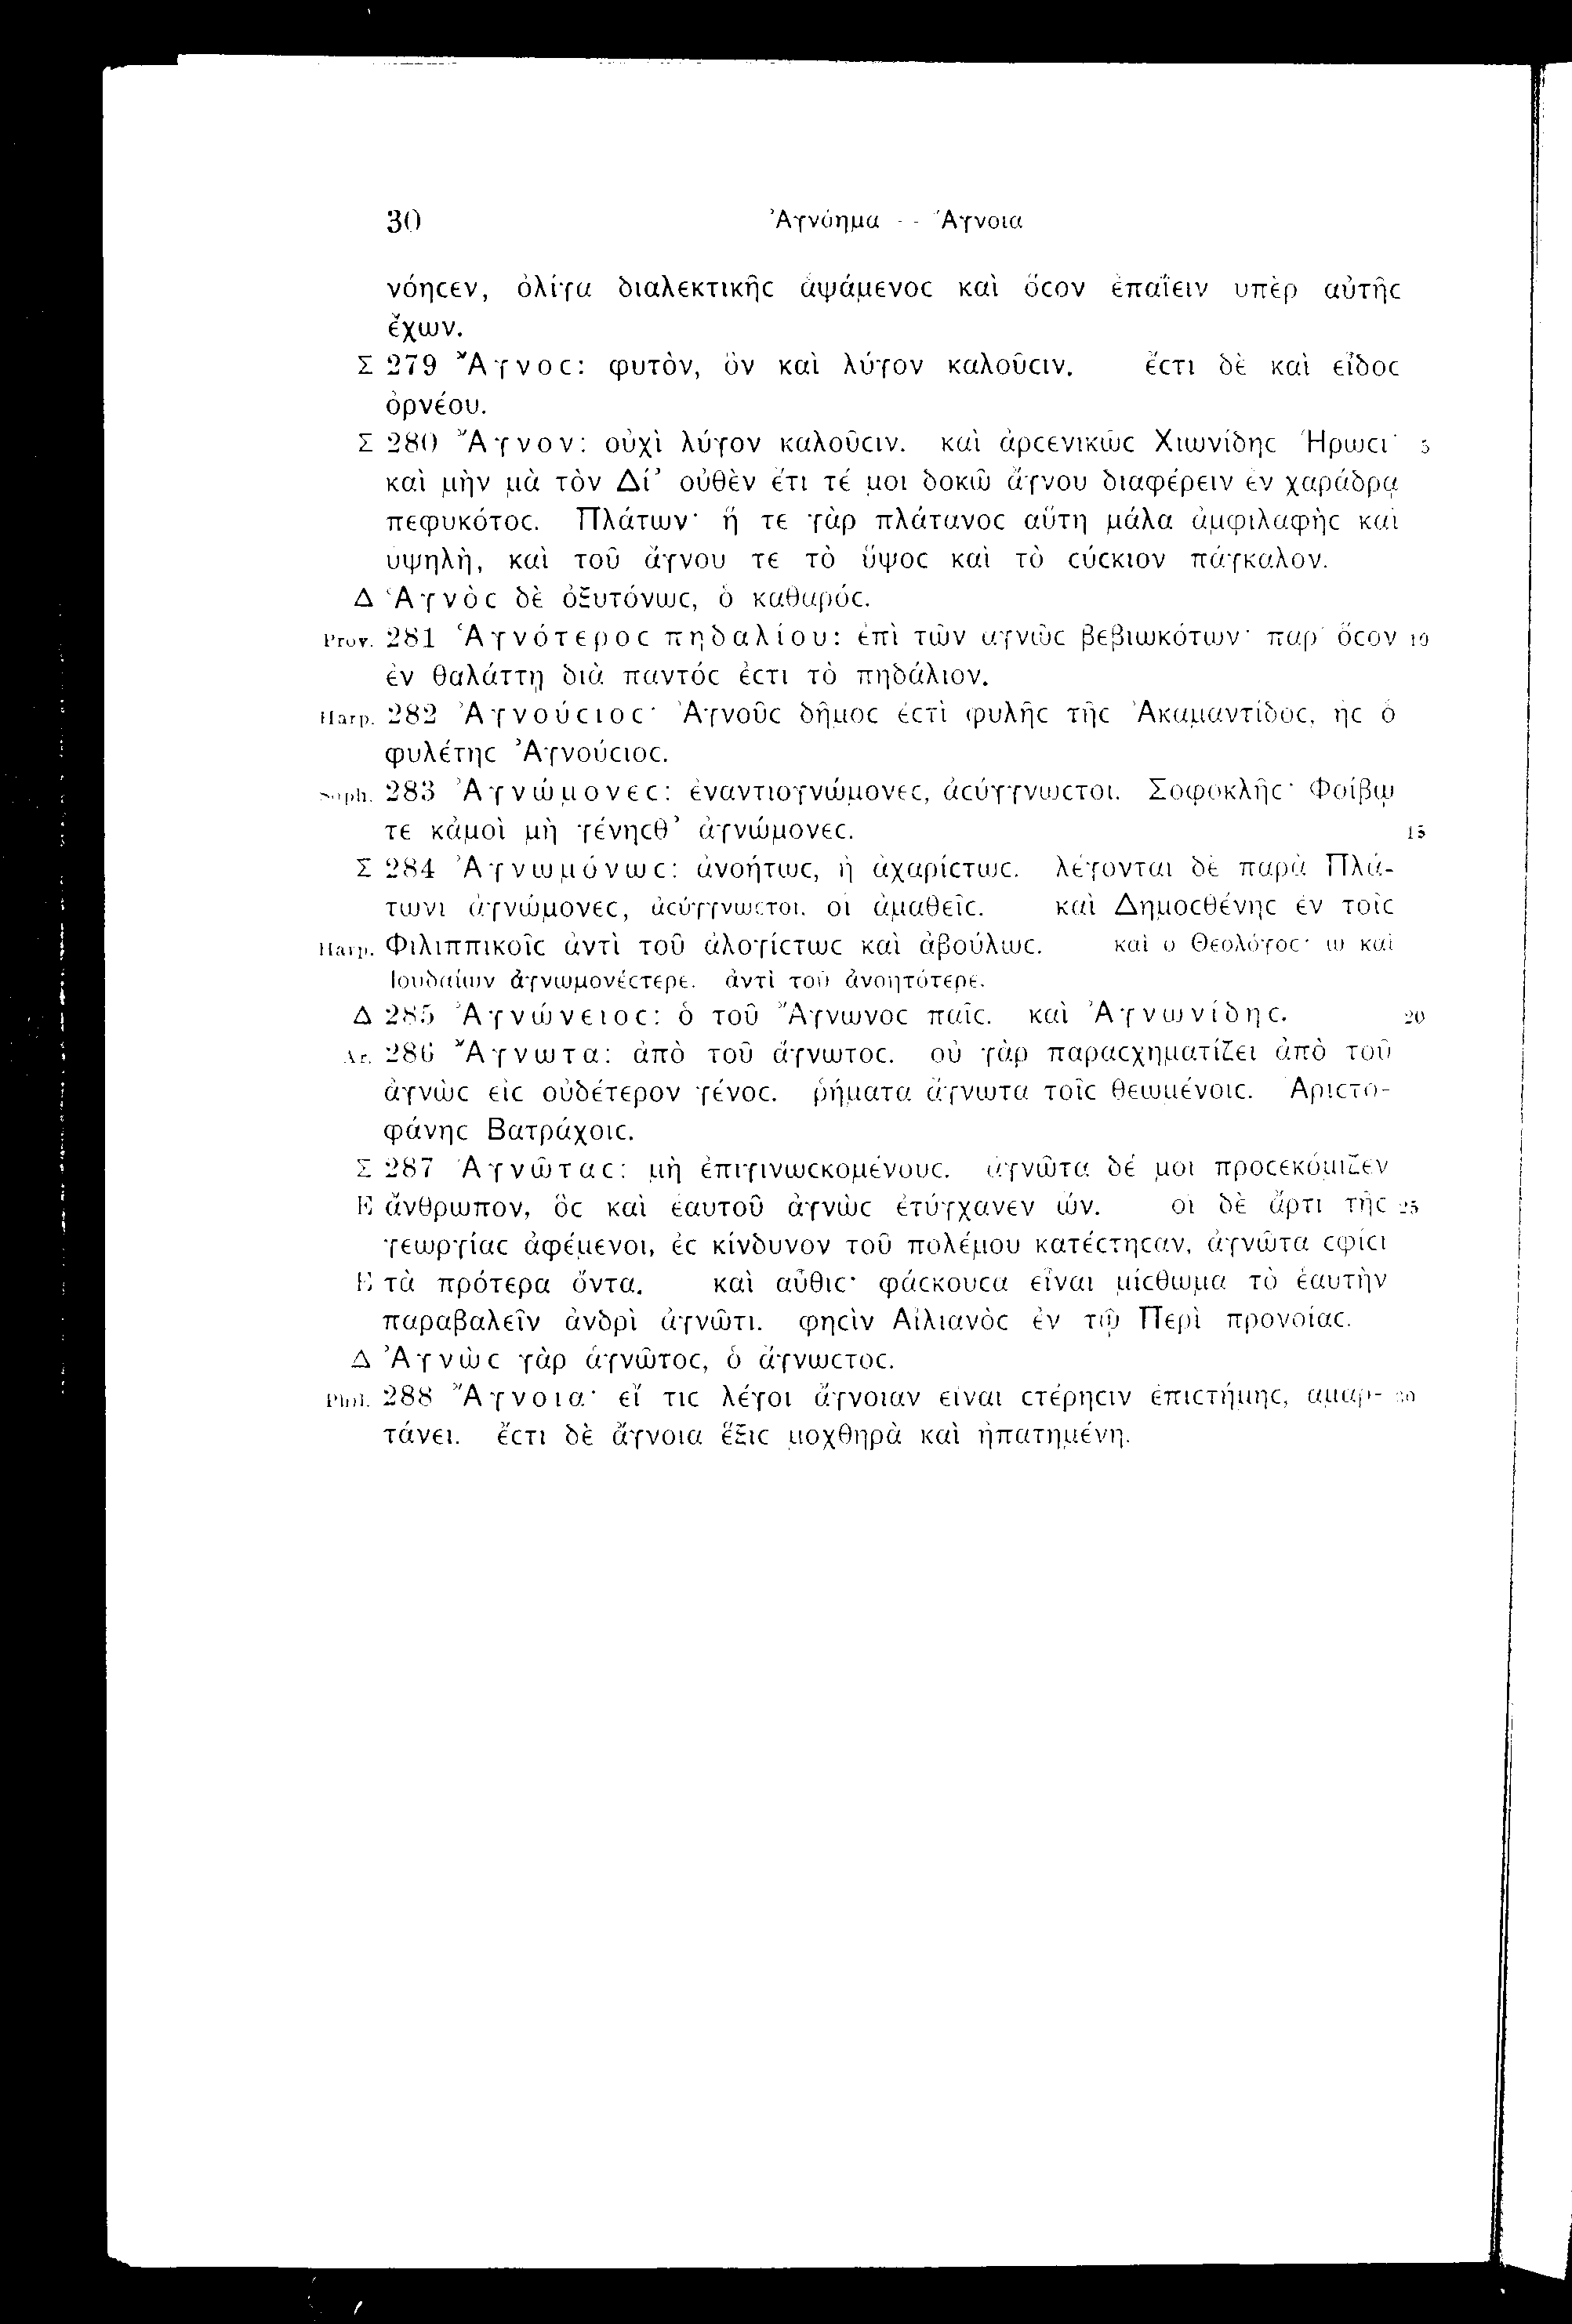 30 Ἀγνόημα -- Ἄγνοια
νόηcεν, ὀλίγα διαλεκτικῆc ἁψάμενοc καὶ ὅcον ἐπαΐειν ὑπὲρ αὐτῆc
ἔχων.
Σ 279 Ἄγνοc: φυτὸν, ὃν καὶ λύγον καλοῦcιν. ἔcτι δὲ καὶ εἶδοc
ὀρνέου.
Σ 280 Ἄγνον: οὐχὶ λύγον καλοῦcιν. καὶ ἀρcενικῶc Χιωνίδηc Ἥρωcι· 5
καὶ μὴν μὰ τὸν Δί’ οὐθὲν ἔτι τέ μοι δοκῶ ἄγνου διαφέρειν ἐν χαράδρᾳ
πεφυκότοc. Πλάτων· ἥ τε γὰρ πλάτανοc αὕτη μάλα ἀμφιλαφὴc καὶ
ὑψηλὴ, καὶ τοῦ ἄγνου τε τὸ ὕψοc καὶ τὸ cύcκιον πάγκαλον.
Δ Ἁγνὸc δὲ ὀξυτόνωc, ὁ καθαρόc.
Prov. 281 Ἁγνότεροc πηδαλίου: ἐπὶ τῶν ἁγνῶc βεβιωκότων· παρ’ ὅcον 10
ἐν θαλάττῃ διὰ παντόc ἐcτι τὸ πηδάλιον.
Harp. 282 Ἀγνούcιοc· Ἀγνοῦc δῆμοc ἐcτὶ φυλῆc τῆc Ἀκαμαντίδοc, ἧc ὁ
φυλέτηc Ἀγνούcιοc.
Soph. 283 Ἀγνώμονεc: ἐναντιογνώμονεc, ἀcύγγνωcτοι. Σοφοκλῆc· Φοίβῳ
τε κἀμοὶ μὴ γένηcθ’ ἀγνώμονεc. 15
Σ 284 Ἀγνωμόνωc: ἀνοήτωc, ἢ ἀχαρίcτωc. λέγονται δὲ παρὰ Πλά-
τωνι ἀγνώμονεc, ἀcύγγνωcτοι, οἱ ἀμαθεῖc. καὶ Δημοcθένηc ἐν τοῖc
Harp. Φιλιππικοῖc ἀντὶ τοῦ ἀλογίcτωc καὶ ἀβούλωc. καὶ ὁ Θεολόγοc· ὦ καὶ
Ἰουδαίων ἀγνωμονέcτερε. ἀντὶ τοῦ ἀνοητότερε.
Δ 285 Ἀγνώνειοc: ὁ τοῦ Ἄγνωνοc παῖc. καὶ Ἀγνωνίδηc. 20
Ar. 286 Ἄγνωτα: ἀπὸ τοῦ ἄγνωτοc. οὐ γὰρ παραcχηματίζει ἀπὸ τοῦ
ἀγνὼc εἰc οὐδέτερον γένοc. ῥήματα ἄγνωτα τοῖc θεωμένοιc. Ἀριcτο-
φάνηc Βατράχοιc.
Σ 287 Ἀγνῶταc: μὴ ἐπιγινωcκομένουc. ἀγνῶτα δέ μοι προcεκόμιζεν
E ἄνθρωπον, ὃc καὶ ἑαυτοῦ ἀγνὼc ἐτύγχανεν ὤν. οἱ δὲ ἄρτι τῆc 25
γεωργίαc ἀφέμενοι, ἐc κίνδυνον τοῦ πολέμου κατέcτηcαν, ἀγνῶτα cφίcι
E τὰ πρότερα ὄντα. καὶ αὖθιc· φάcκουcα εἶναι μίcθωμα τὸ ἑαυτὴν
παραβαλεῖν ἀνδρὶ ἀγνῶτι. φηcὶν Αἰλιανὸc ἐν τῷ Περὶ προνοίαc.
Δ Ἀγνὼc γὰρ ἀγνῶτοc, ὁ ἄγνωcτοc.
Phil. 288 Ἄγνοια· εἴ τιc λέγοι ἄγνοιαν εἶναι cτέρηcιν ἐπιcτήμηc, ἁμαρ- 30
τάνει. ἔcτι δὲ ἄγνοια ἕξιc μοχθηρὰ καὶ ἠπατημένη.